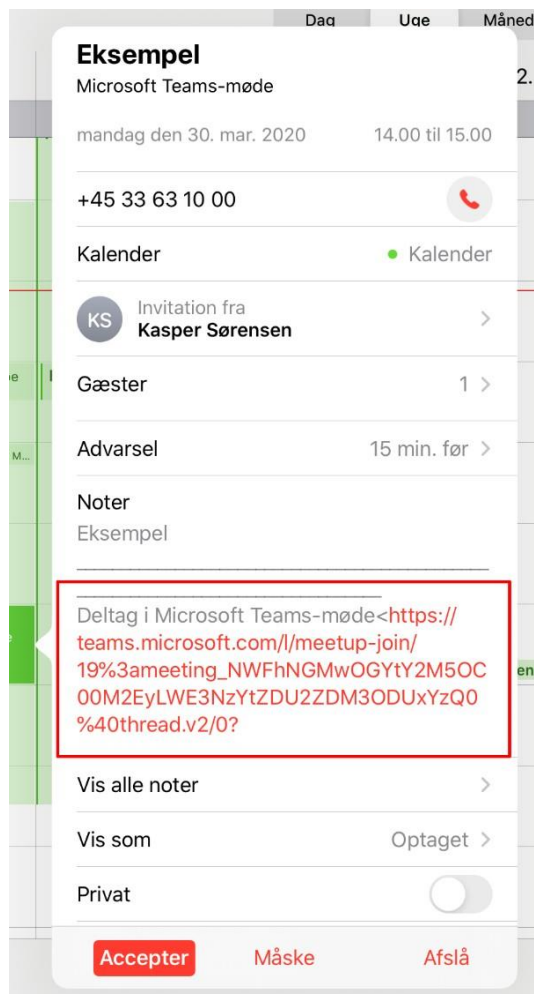 Dag Uge Måned
Eksempel
Microsoft Teams-møde
2.
mandag den 30. mar. 2020 14.00 til 15.00
+45 33 63 10 00
Kalender Kalender
KS Invitation fra
Kasper Sørensen
Gæster 1
Advarsel 15 min. før
M...
Noter
Eksempel
Deltag i Microsoft Teams-møde<https://
teams.microsoft.com/l/meetup-join/
19%3ameeting_NWFhNGMwOGYtY2M5OC
00M2EyLWE3NzYtZDU2ZDM3ODUxYzQ0
%40thread.v2/0?
Vis alle noter
Vis som Optaget
Privat
Accepter Måske Afslå